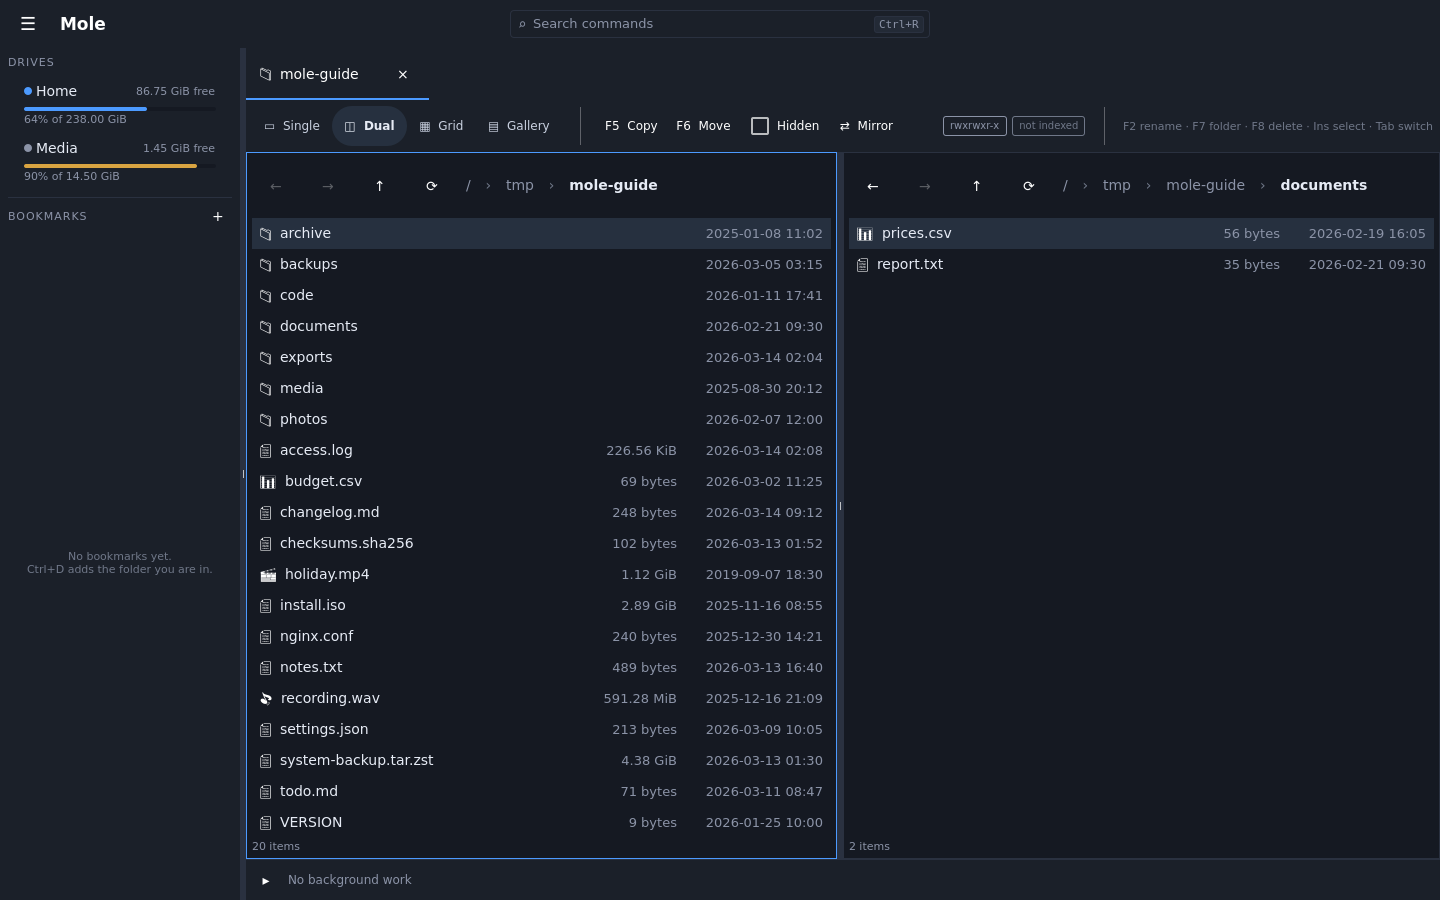 ☰ Mole
Search commands Ctrl+R
DRIVES
Home 86.75 GiB free
64% of 238.00 GiB
Media 1.45 GiB free
90% of 14.50 GiB
BOOKMARKS +
No bookmarks yet.
Ctrl+D adds the folder you are in.
mole-guide ×
Single Dual Grid Gallery F5 Copy F6 Move Hidden ⇄ Mirror rwxrwxr-x not indexed F2 rename · F7 folder · F8 delete · Ins select · Tab switch
← → ↑ ⟳ / › tmp › mole-guide
archive 2025-01-08 11:02
backups 2026-03-05 03:15
code 2026-01-11 17:41
documents 2026-02-21 09:30
exports 2026-03-14 02:04
media 2025-08-30 20:12
photos 2026-02-07 12:00
access.log 226.56 KiB 2026-03-14 02:08
budget.csv 69 bytes 2026-03-02 11:25
changelog.md 248 bytes 2026-03-14 09:12
checksums.sha256 102 bytes 2026-03-13 01:52
holiday.mp4 1.12 GiB 2019-09-07 18:30
install.iso 2.89 GiB 2025-11-16 08:55
nginx.conf 240 bytes 2025-12-30 14:21
notes.txt 489 bytes 2026-03-13 16:40
recording.wav 591.28 MiB 2025-12-16 21:09
settings.json 213 bytes 2026-03-09 10:05
system-backup.tar.zst 4.38 GiB 2026-03-13 01:30
todo.md 71 bytes 2026-03-11 08:47
VERSION 9 bytes 2026-01-25 10:00
20 items
← → ↑ ⟳ / › tmp › mole-guide › documents
prices.csv 56 bytes 2026-02-19 16:05
report.txt 35 bytes 2026-02-21 09:30
2 items
▸ No background work